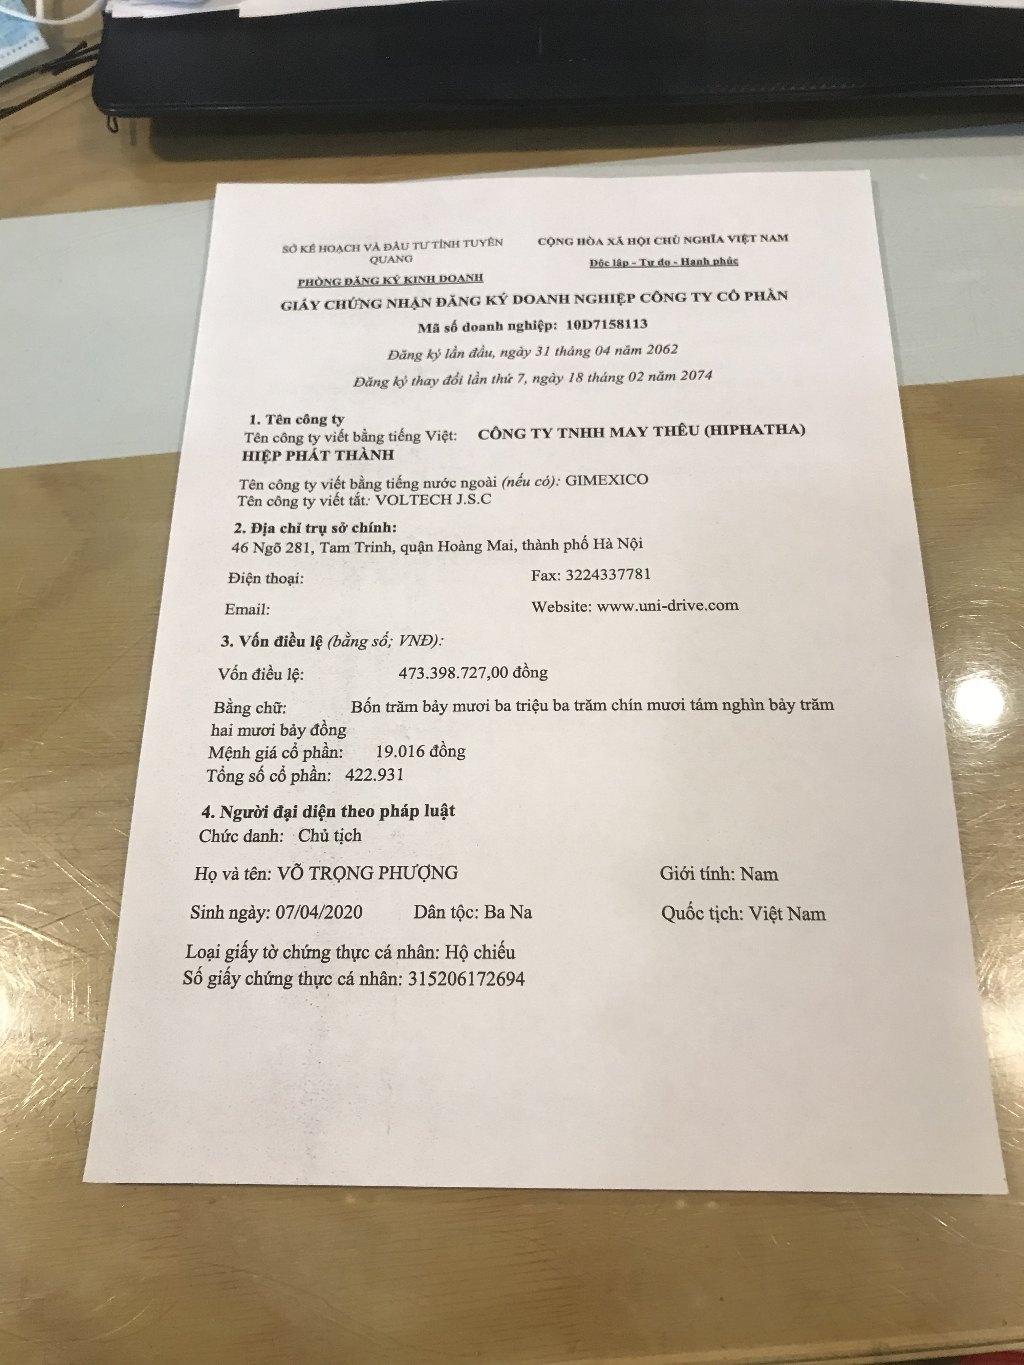 SỞ KẾ HOẠCH VÀ ĐẦU TƯ TỈNH TUYÊN
QUANG
PHÒNG ĐĂNG KÝ KINH DOANH
CỘNG HÒA XÃ HỘI CHỦ NGHĨA VIỆT NAM
Độc lập - Tự do - Hạnh phúc
GIẤY CHỨNG NHẬN ĐĂNG KÝ DOANH NGHIỆP CÔNG TY CỔ PHẦN
Mã số doanh nghiệp: 10D7158113
Đăng ký lần đầu, ngày 31 tháng 04 năm 2062
Đăng ký thay đổi lần thứ 7, ngày 18 tháng 02 năm 2074
1. Tên công ty
Tên công ty viết bằng tiếng Việt: CÔNG TY TNHH MAY THÊU (HIPHATHA)
HIỆP PHÁT THÀNH
Tên công ty viết bằng tiếng nước ngoài (nếu có): GIMEXICO
Tên công ty viết tắt: VOLTECH J.S.C
2. Địa chỉ trụ sở chính:
46 Ngõ 281, Tam Trinh, quận Hoàng Mai, thành phố Hà Nội
Điện thoại: Fax: 3224337781
Email: Website: www.uni-drive.com
3. Vốn điều lệ (bằng số; VNĐ):
Vốn điều lệ: 473.398.727,00 đồng
Bằng chữ: Bốn trăm bảy mươi ba triệu ba trăm chín mươi tám nghìn bảy trăm
hai mươi bảy đồng
Mệnh giá cổ phần: 19.016 đồng
Tổng số cổ phần: 422.931
4. Người đại diện theo pháp luật
Chức danh: Chủ tịch
Họ và tên: VÕ TRỌNG PHƯỢNG Giới tính: Nam
Sinh ngày: 07/04/2020 Dân tộc: Ba Na Quốc tịch: Việt Nam
Loại giấy tờ chứng thực cá nhân: Hộ chiếu
Số giấy chứng thực cá nhân: 315206172694